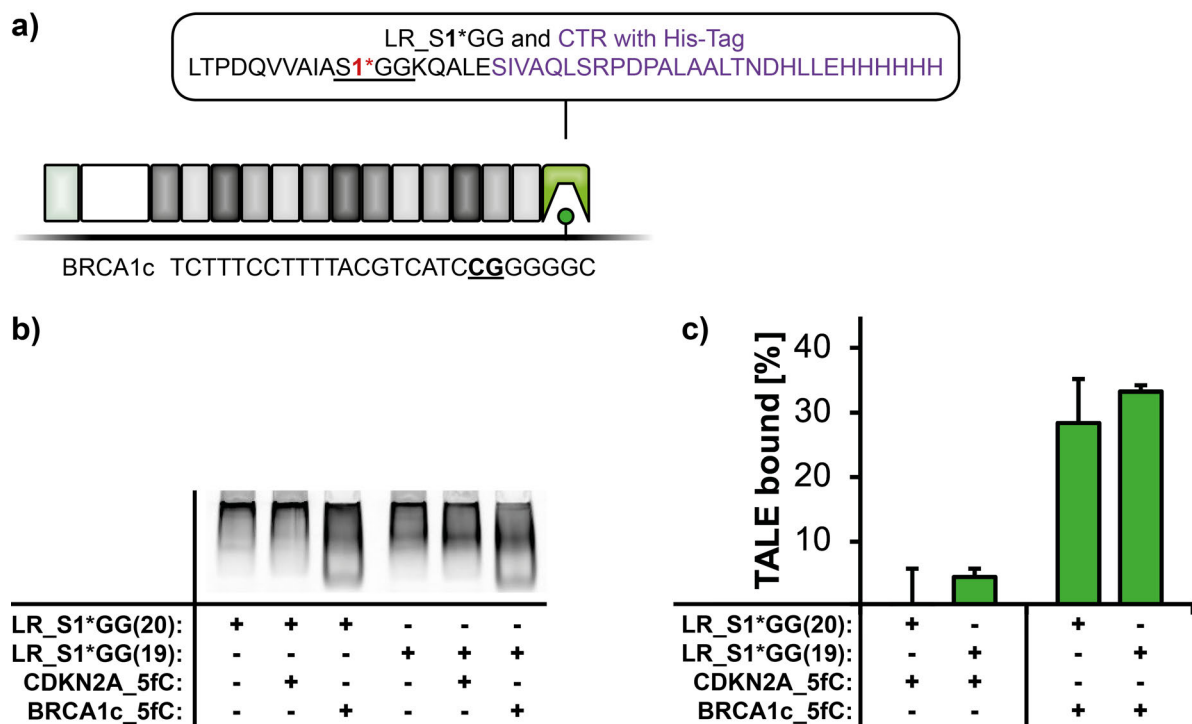 a)
LR_S1*GG and CTR with His-Tag
LTPDQVVAIAS1*GGKQALESIVAQLSRPDPALAALTNDHLLEHHHHHH
BRCA1c TCTTTCCTTTTACGTCATCCGGGGGGC
b)
LR_S1*GG(20): + + + - - -
LR_S1*GG(19): - - - + + +
CDKN2A_5fC: - + - - + -
BRCA1c_5fC: - - + - - +
c)
TALE bound [%]
40
30
20
10
LR_S1*GG(20): + - + -
LR_S1*GG(19): - + - +
CDKN2A_5fC: + + - -
BRCA1c_5fC: - - + +